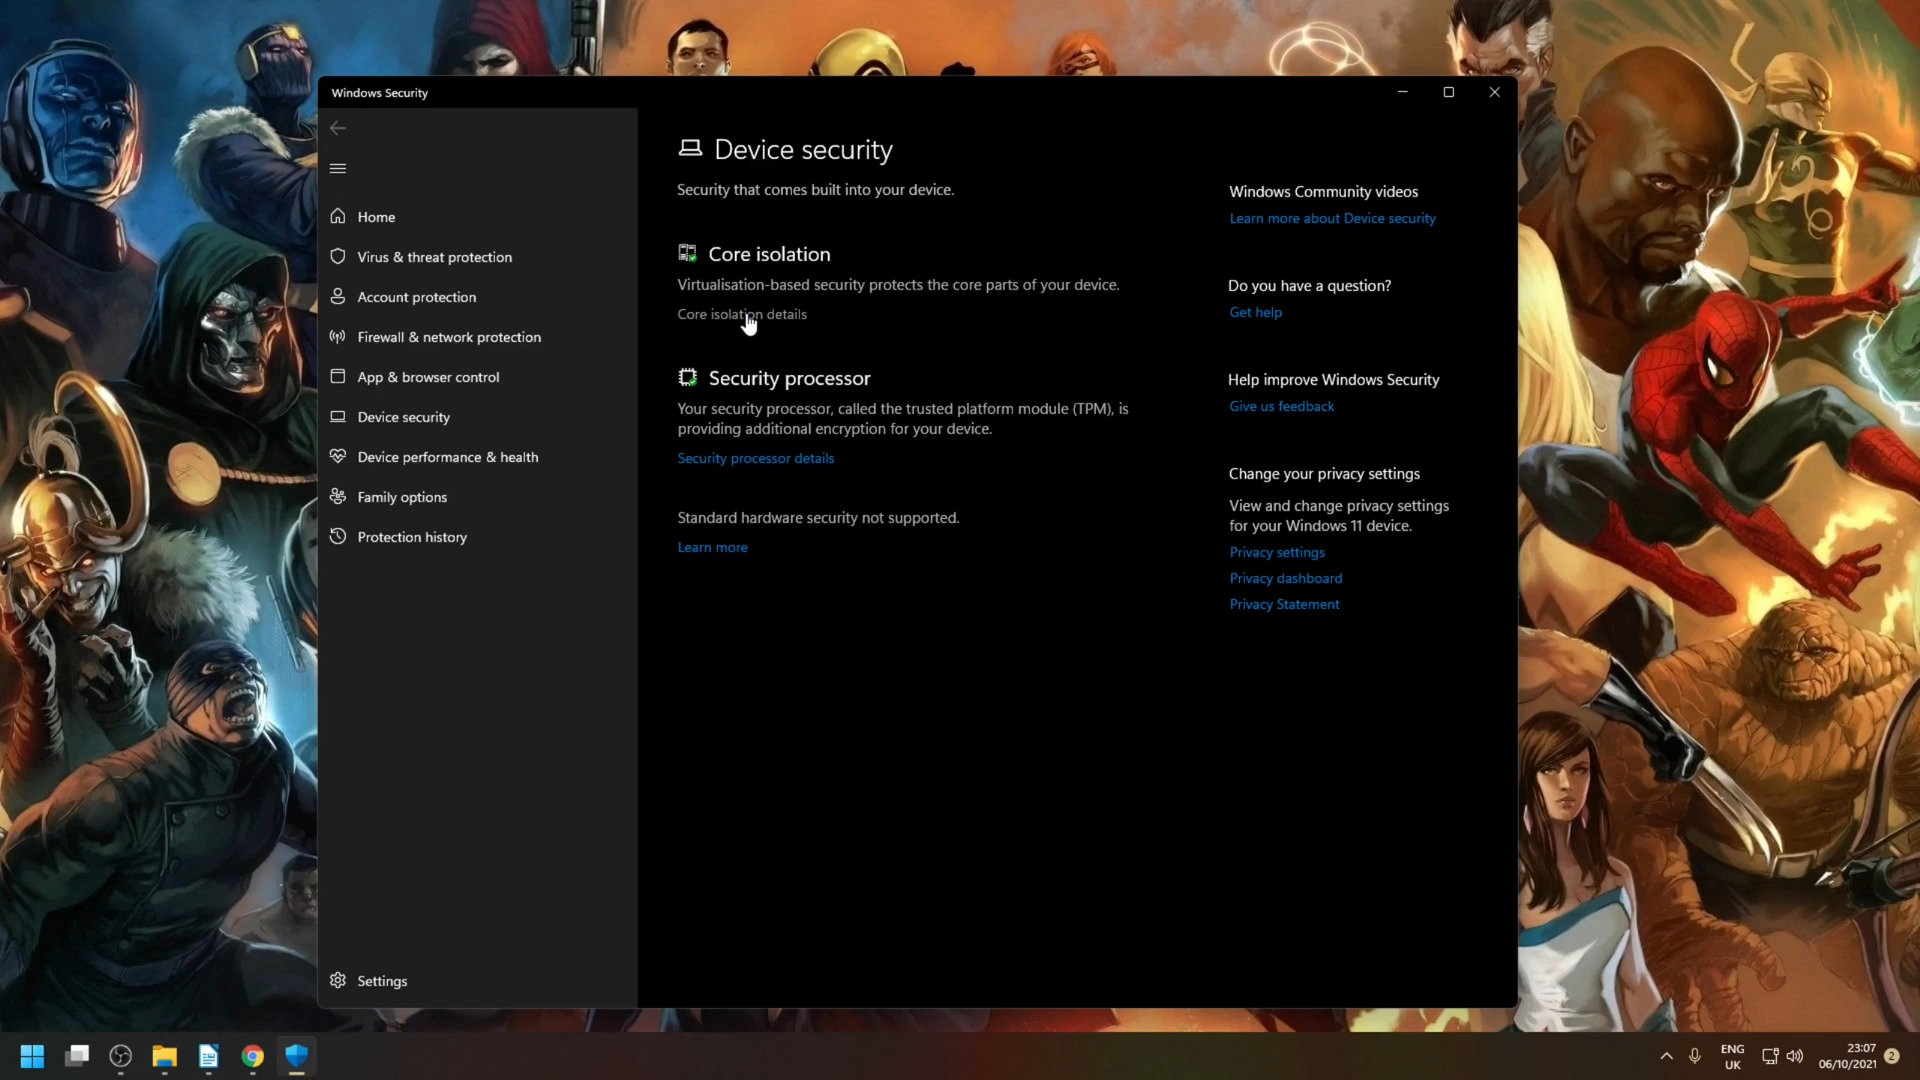 Windows Security
Home
Virus & threat protection
Account protection
Firewall & network protection
App & browser control
Device security
Device performance & health
Family options
Protection history
Settings
Device security
Security that comes built into your device.
Core isolation
Virtualisation-based security protects the core parts of your device.
Core isolation details
Security processor
Your security processor, called the trusted platform module (TPM), is
providing additional encryption for your device.
Security processor details
Standard hardware security not supported.
Learn more
Windows Community videos
Learn more about Device security
Do you have a question?
Get help
Help improve Windows Security
Give us feedback
Change your privacy settings
View and change privacy settings
for your Windows 11 device.
Privacy settings
Privacy dashboard
Privacy Statement
ENG
UK
23:07
06/10/2021
2